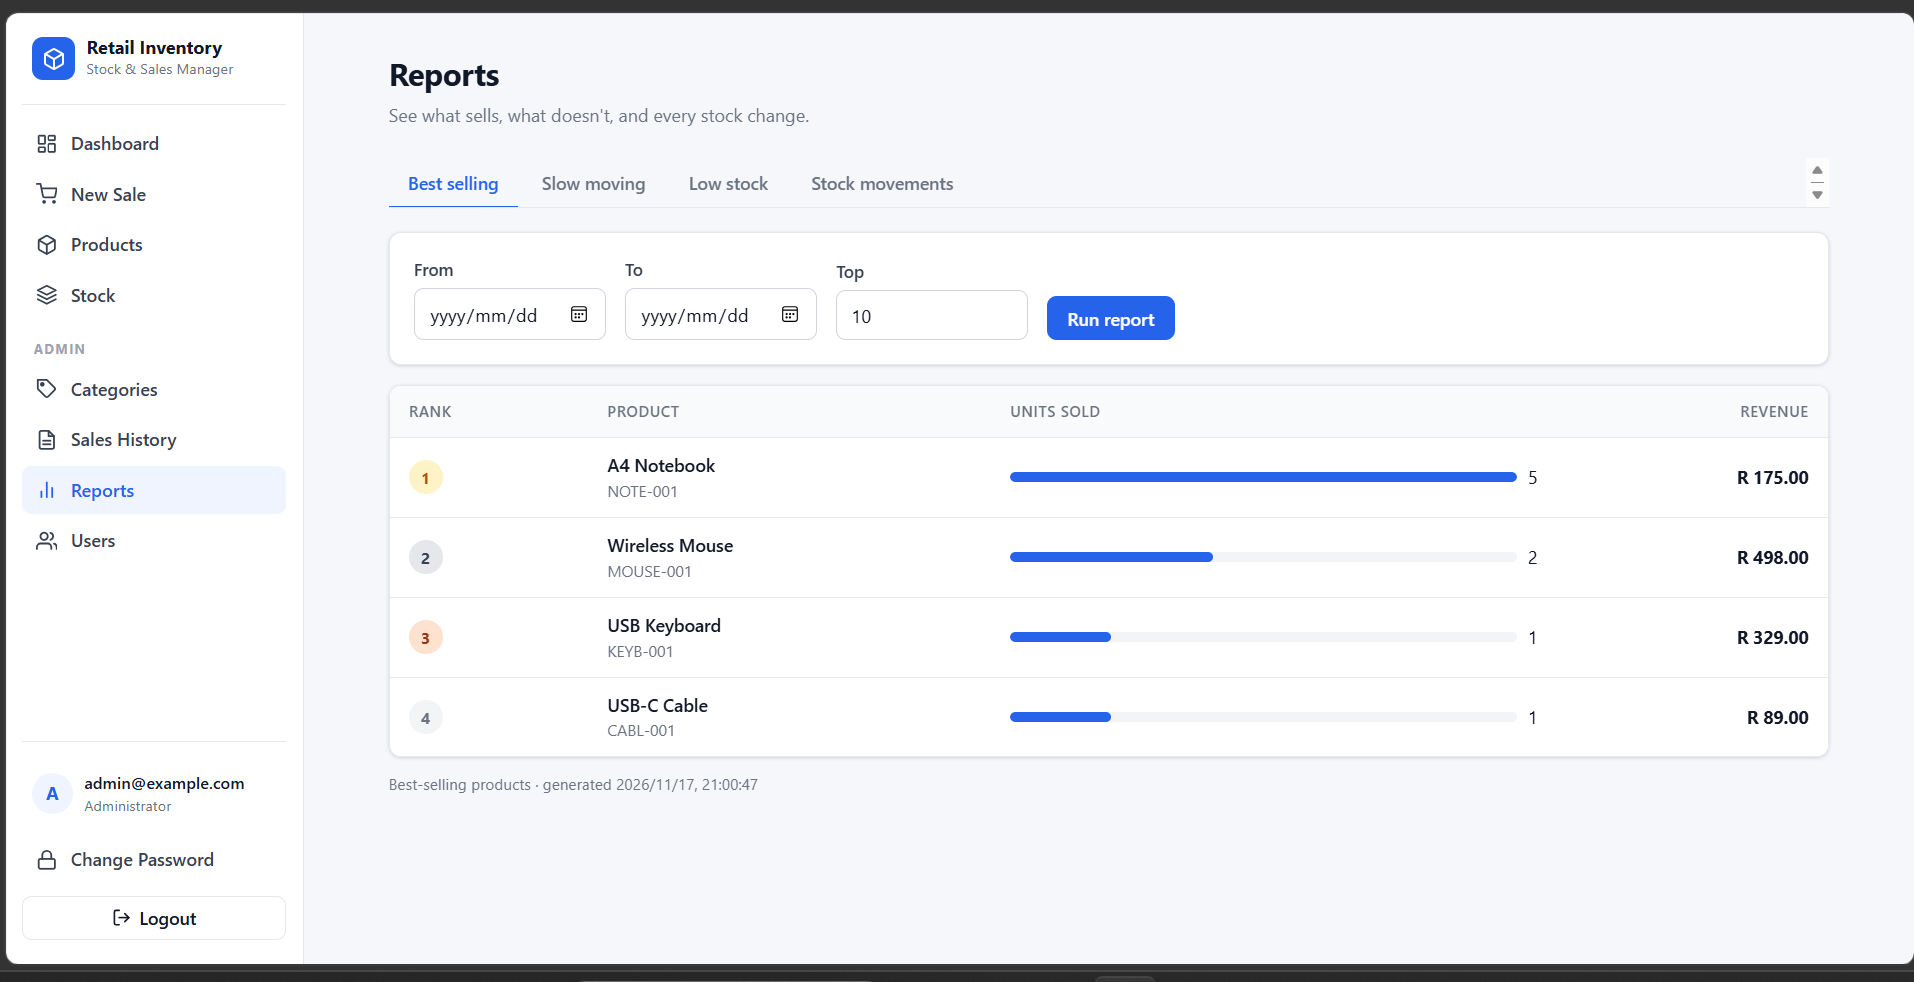 Retail Inventory
Stock & Sales Manager
Dashboard
New Sale
Products
Stock
ADMIN
Categories
Sales History
Reports
Users
A
admin@example.com
Administrator
Change Password
Logout
Reports
See what sells, what doesn't, and every stock change.
Best selling Slow moving Low stock Stock movements
From To Top
yyyy/mm/dd yyyy/mm/dd 10 Run report
RANK PRODUCT UNITS SOLD REVENUE
1 A4 Notebook 5 R 175.00
NOTE-001
2 Wireless Mouse 2 R 498.00
MOUSE-001
3 USB Keyboard 1 R 329.00
KEYB-001
4 USB-C Cable 1 R 89.00
CABL-001
Best-selling products · generated 2026/11/17, 21:00:47